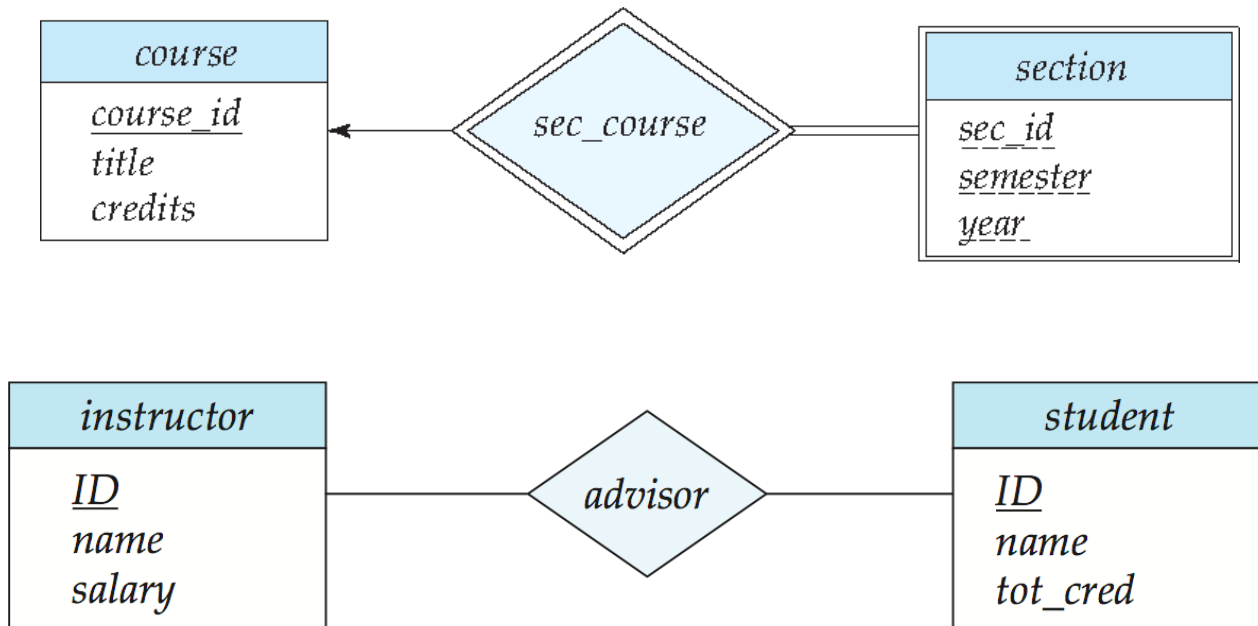 course
course_id
title
credits
sec_course
section
sec_id
semester
year
instructor
ID
name
salary
advisor
student
ID
name
tot_cred